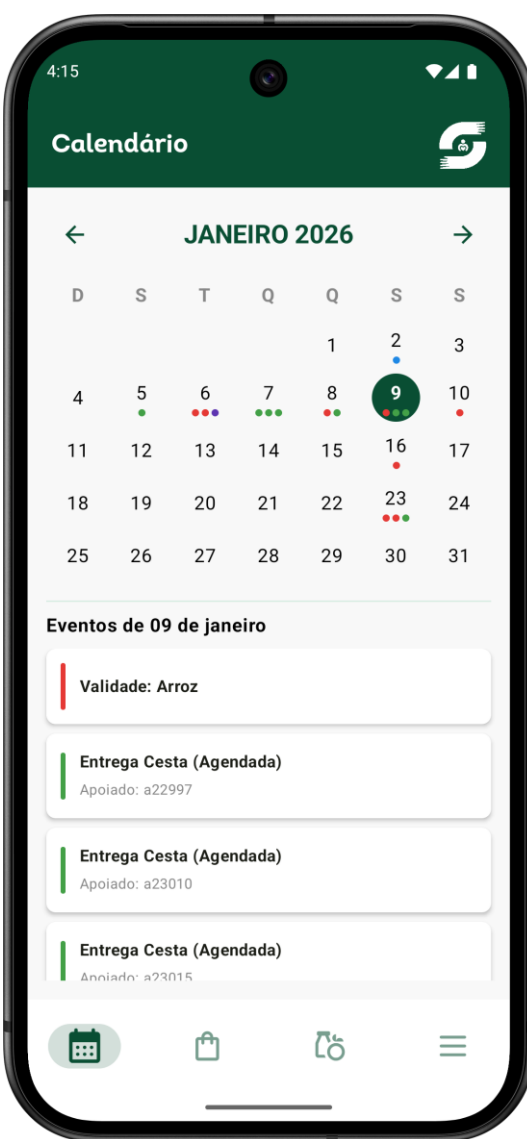 4:15
Calendário
JANEIRO 2026
D S T Q Q S S
1 2 3
4 5 6 7 8 9 10
11 12 13 14 15 16 17
18 19 20 21 22 23 24
25 26 27 28 29 30 31
Eventos de 09 de janeiro
Validade: Arroz
Entrega Cesta (Agendada)
Apoiado: a22997
Entrega Cesta (Agendada)
Apoiado: a23010
Entrega Cesta (Agendada)
Apoiado: a23015